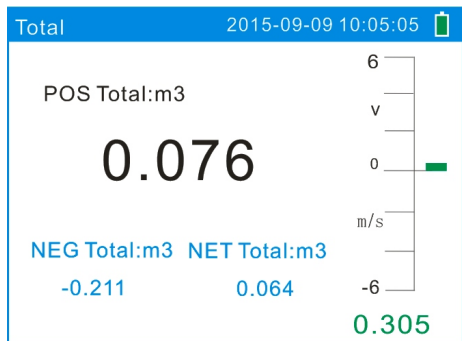 Total 2015-09-09 10:05:05
6
POS Total:m3
v
0.076
0
m/s
NEG Total:m3 NET Total:m3
-0.211 0.064
-6
0.305